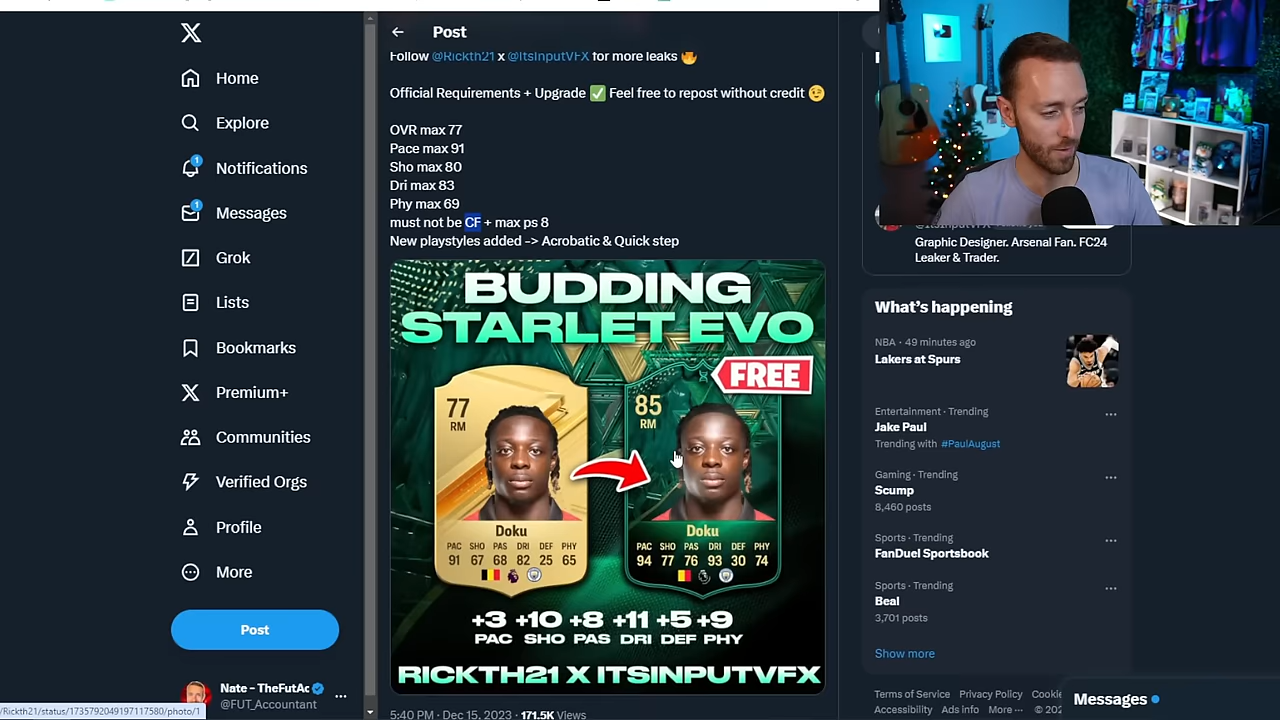 Post
Home
Explore
Notifications
Messages
Grok
Lists
Bookmarks
Premium+
Communities
Verified Orgs
Profile
More
Post
Nate – TheFutAc
@FUT_Accountant
/Rickth21/status/1735792049197117580/photo/1
Follow @Rickth21 x @ItsInputVFX for more leaks 🔥
Official Requirements + Upgrade ✅ Feel free to repost without credit 😉
OVR max 77
Pace max 91
Sho max 80
Dri max 83
Phy max 69
must not be CF + max ps 8
New playstyles added -> Acrobatic & Quick step
BUDDING
STARLET EVO
FREE
77
RM
Doku
PAC SHO PAS DRI DEF PHY
91 67 68 82 25 65
85
RM
Doku
PAC SHO PAS DRI DEF PHY
94 77 76 93 30 74
+3 +10 +8 +11 +5 +9
PAC SHO PAS DRI DEF PHY
RICKTH21 X ITSINPUTVFX
5:40 PM · Dec 15, 2023 · 171.5K Views
Graphic Designer. Arsenal Fan. FC24
Leaker & Trader.
What's happening
NBA · 49 minutes ago
Lakers at Spurs
Entertainment · Trending
Jake Paul
Trending with #PaulAugust
Gaming · Trending
Scump
8,460 posts
Sports · Trending
FanDuel Sportsbook
Sports · Trending
Beal
3,701 posts
Show more
Terms of Service Privacy Policy Cookie
Accessibility Ads info More ··· © 202
Messages